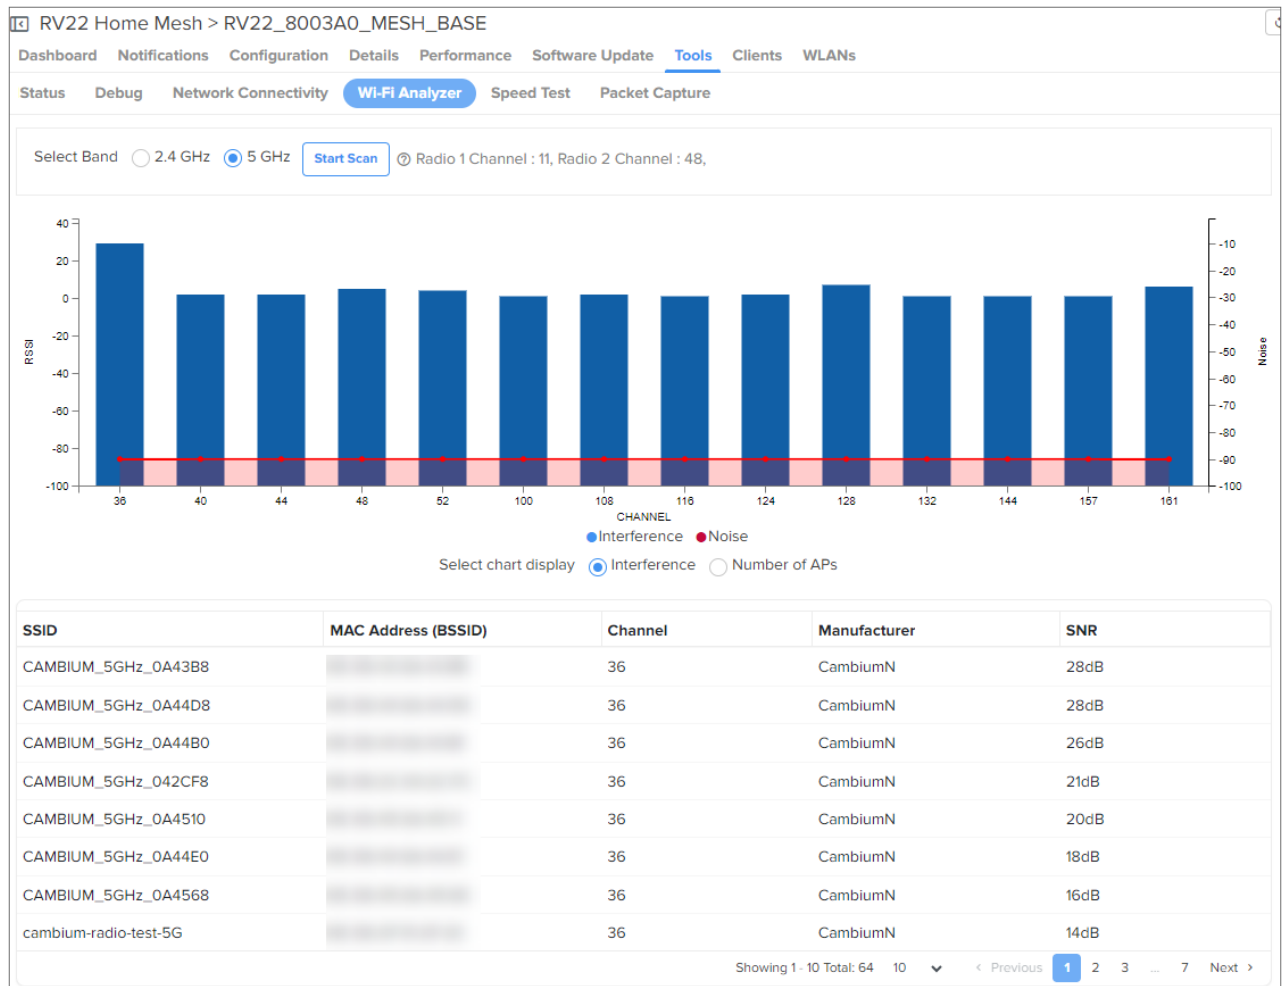 RV22 Home Mesh > RV22_8003A0_MESH_BASE
Dashboard Notifications Configuration Details Performance Software Update Tools Clients WLANs
Status Debug Network Connectivity Wi-Fi Analyzer Speed Test Packet Capture
Select Band 2.4 GHz 5 GHz Start Scan Radio 1 Channel : 11, Radio 2 Channel : 48,
40
20
0
-20
-40
-60
-80
-100
RSSI
-10
-20
-30
-40
-50
-60
-70
-80
-90
-100
Noise
36 40 44 48 52 100 108 116 124 128 132 144 157 161
CHANNEL
Interference Noise
Select chart display Interference Number of APs
SSID MAC Address (BSSID) Channel Manufacturer SNR
CAMBIUM_5GHz_0A43B8 36 CambiumN 28dB
CAMBIUM_5GHz_0A44D8 36 CambiumN 28dB
CAMBIUM_5GHz_0A44B0 36 CambiumN 26dB
CAMBIUM_5GHz_042CF8 36 CambiumN 21dB
CAMBIUM_5GHz_0A4510 36 CambiumN 20dB
CAMBIUM_5GHz_0A44E0 36 CambiumN 18dB
CAMBIUM_5GHz_0A4568 36 CambiumN 16dB
cambium-radio-test-5G 36 CambiumN 14dB
Showing 1 - 10 Total: 64 10 < Previous 1 2 3 ... 7 Next >